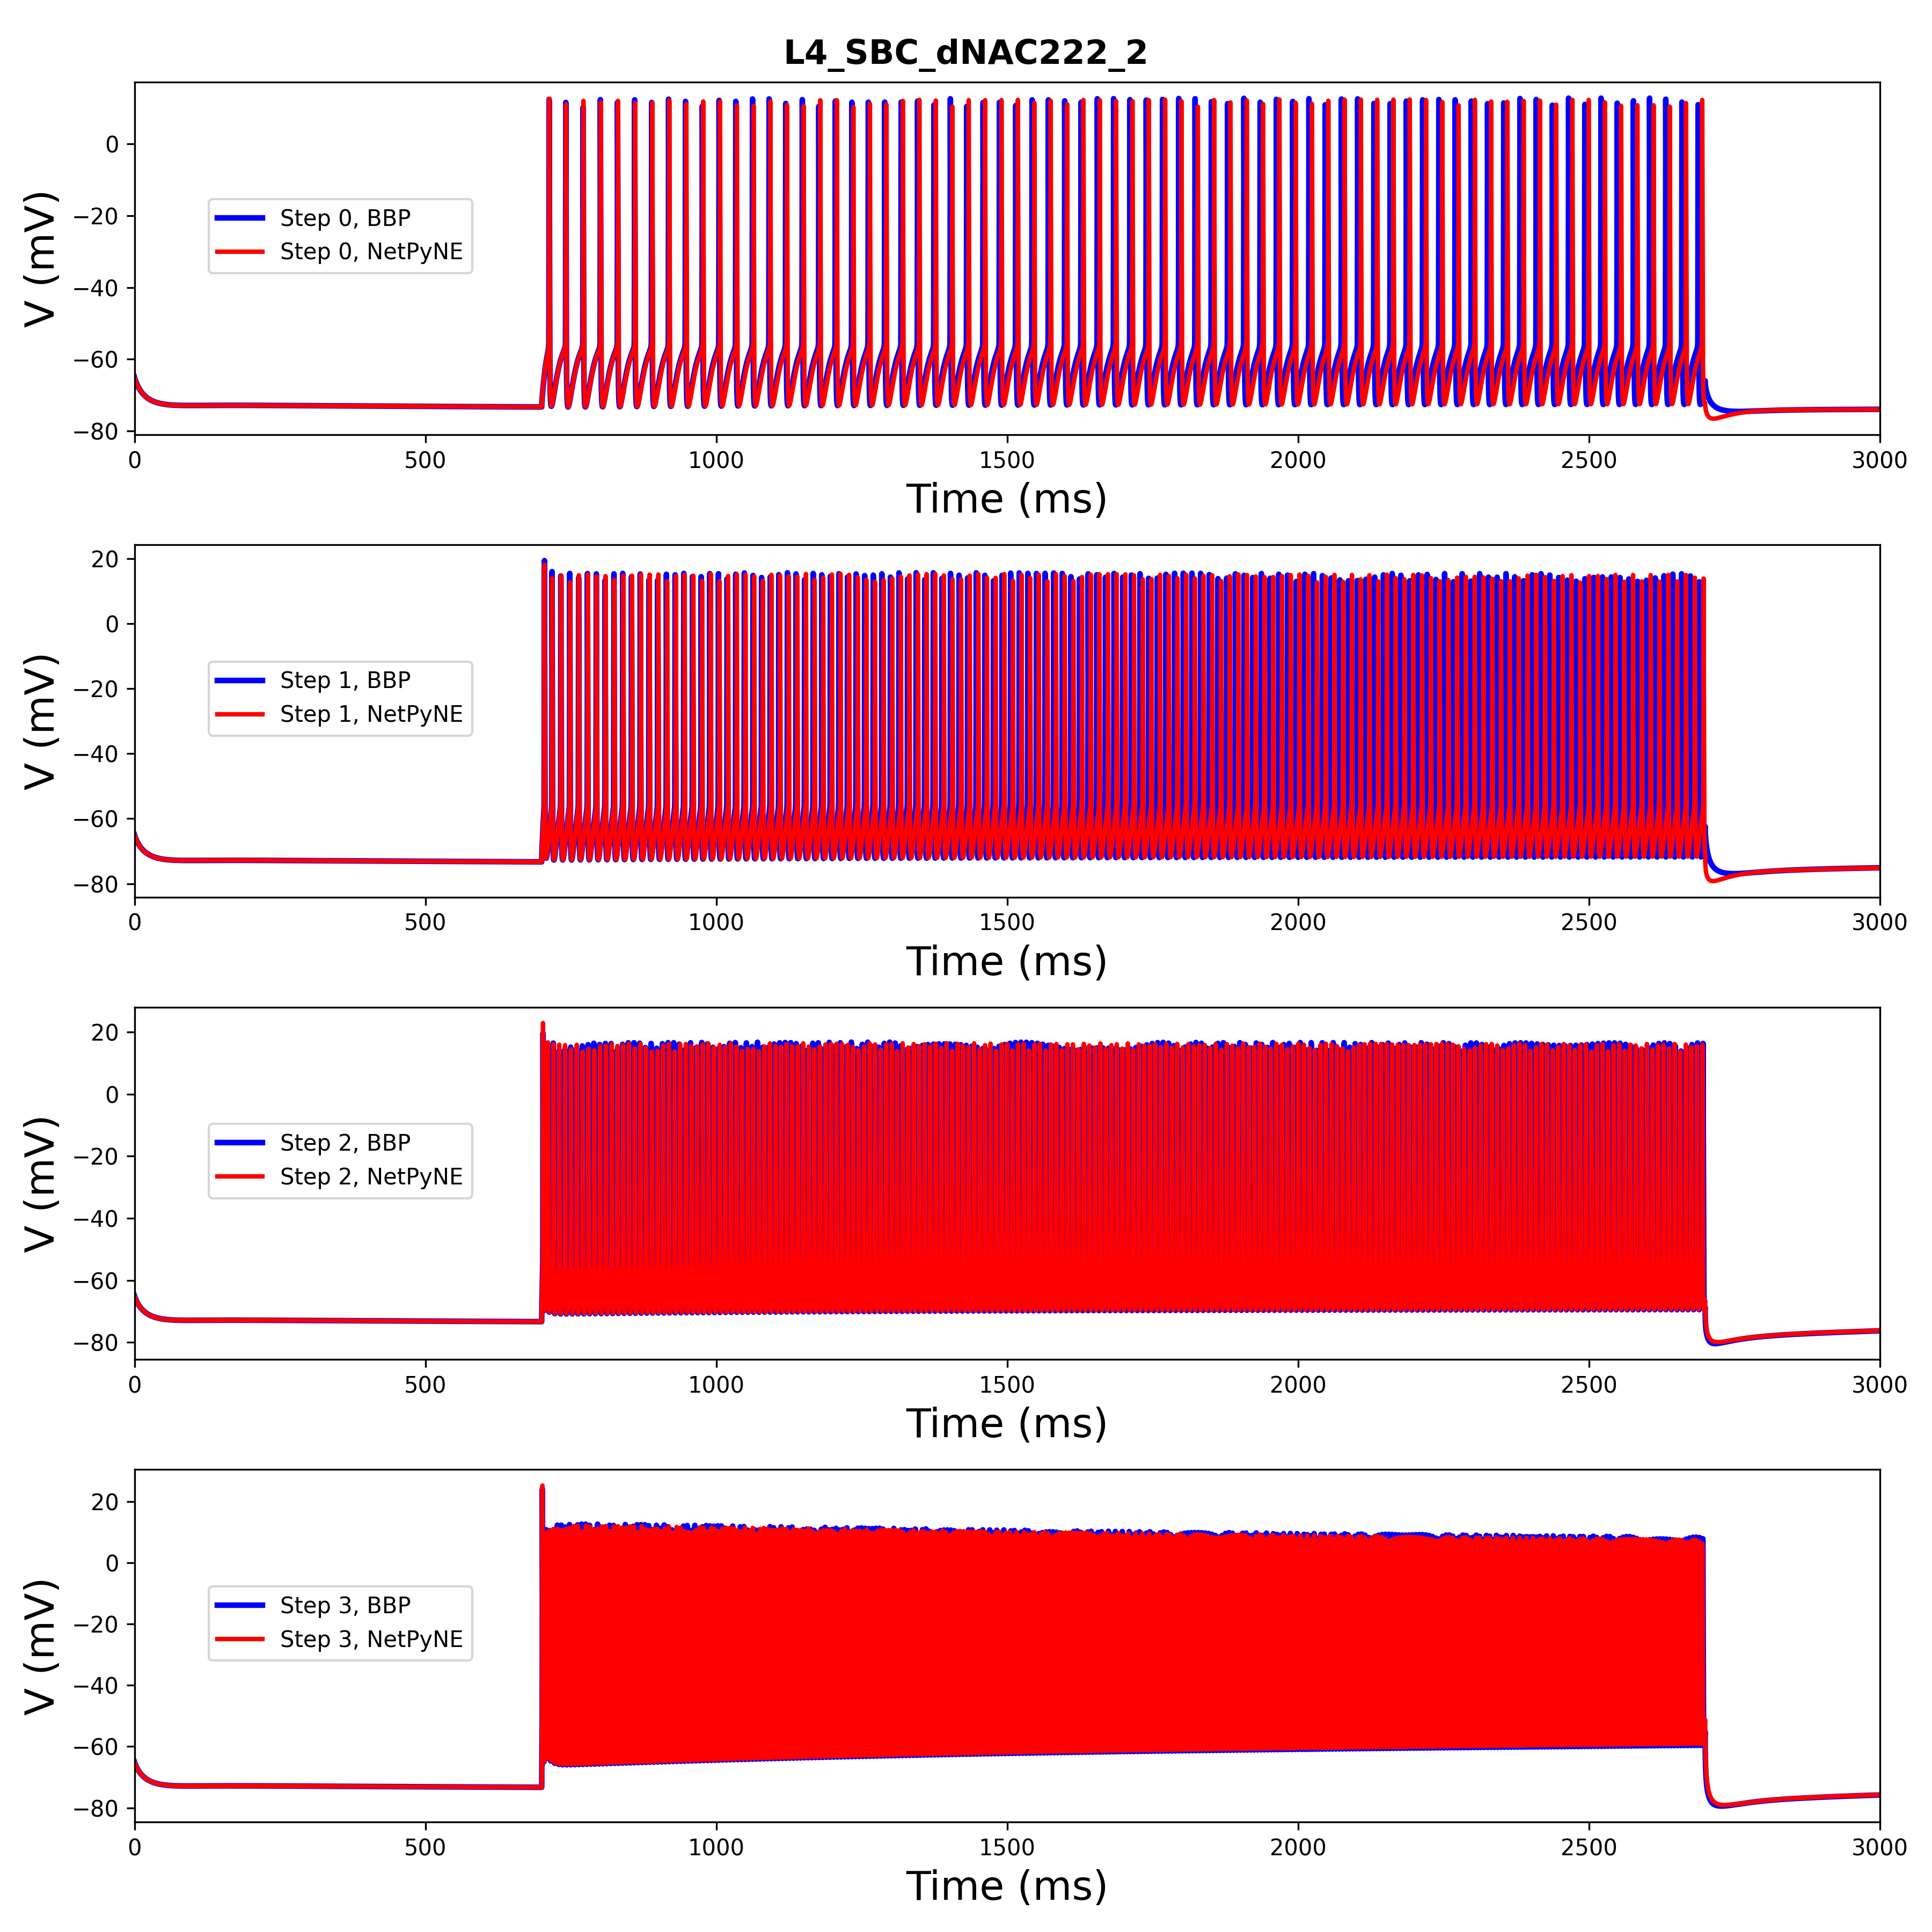 L4_SBC_dNAC222_2
0
−20
−40
−60
−80
V (mV)
Step 0, BBP
Step 0, NetPyNE
0 500 1000 1500 2000 2500 3000
Time (ms)
20
0
−20
−40
−60
−80
V (mV)
Step 1, BBP
Step 1, NetPyNE
0 500 1000 1500 2000 2500 3000
Time (ms)
20
0
−20
−40
−60
−80
V (mV)
Step 2, BBP
Step 2, NetPyNE
0 500 1000 1500 2000 2500 3000
Time (ms)
20
0
−20
−40
−60
−80
V (mV)
Step 3, BBP
Step 3, NetPyNE
0 500 1000 1500 2000 2500 3000
Time (ms)